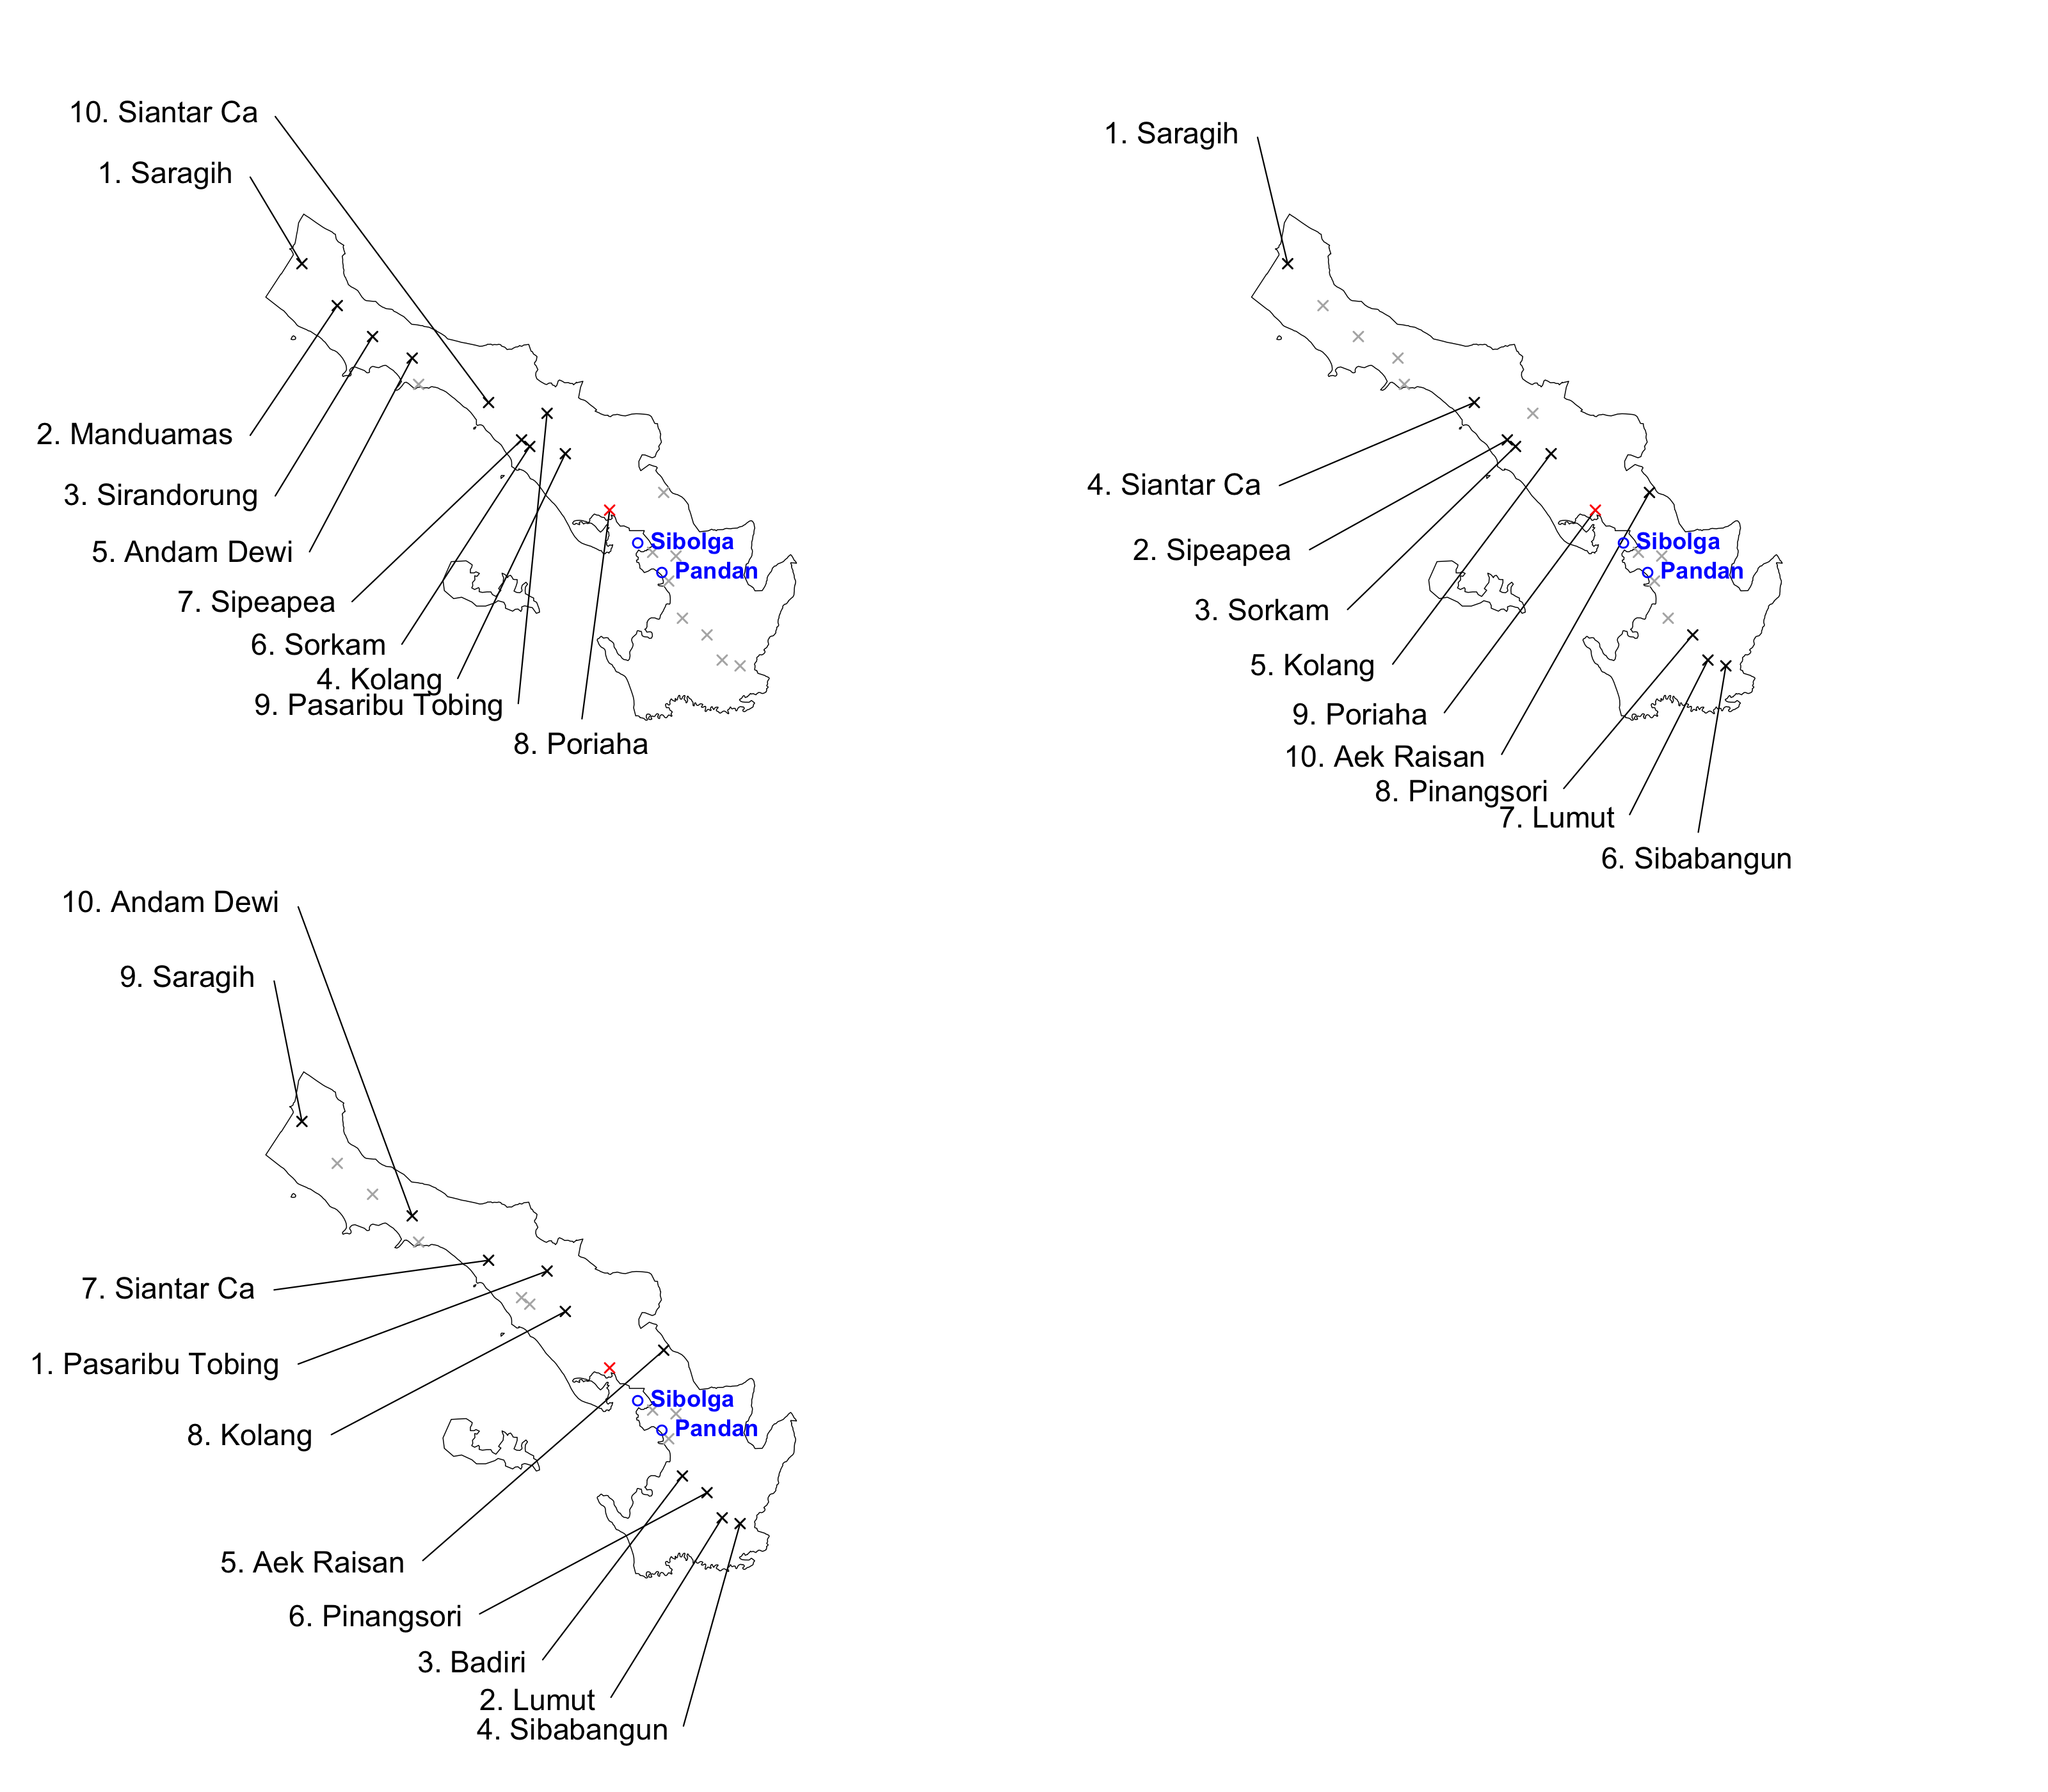 10. Siantar Ca
1. Saragih
2. Manduamas
3. Sirandorung
5. Andam Dewi
7. Sipeapea
6. Sorkam
4. Kolang
9. Pasaribu Tobing
8. Poriaha
Sibolga
Pandan
1. Saragih
4. Siantar Ca
2. Sipeapea
3. Sorkam
5. Kolang
9. Poriaha
10. Aek Raisan
8. Pinangsori
7. Lumut
6. Sibabangun
Sibolga
Pandan
10. Andam Dewi
9. Saragih
7. Siantar Ca
1. Pasaribu Tobing
8. Kolang
5. Aek Raisan
6. Pinangsori
3. Badiri
2. Lumut
4. Sibabangun
Sibolga
Pandan